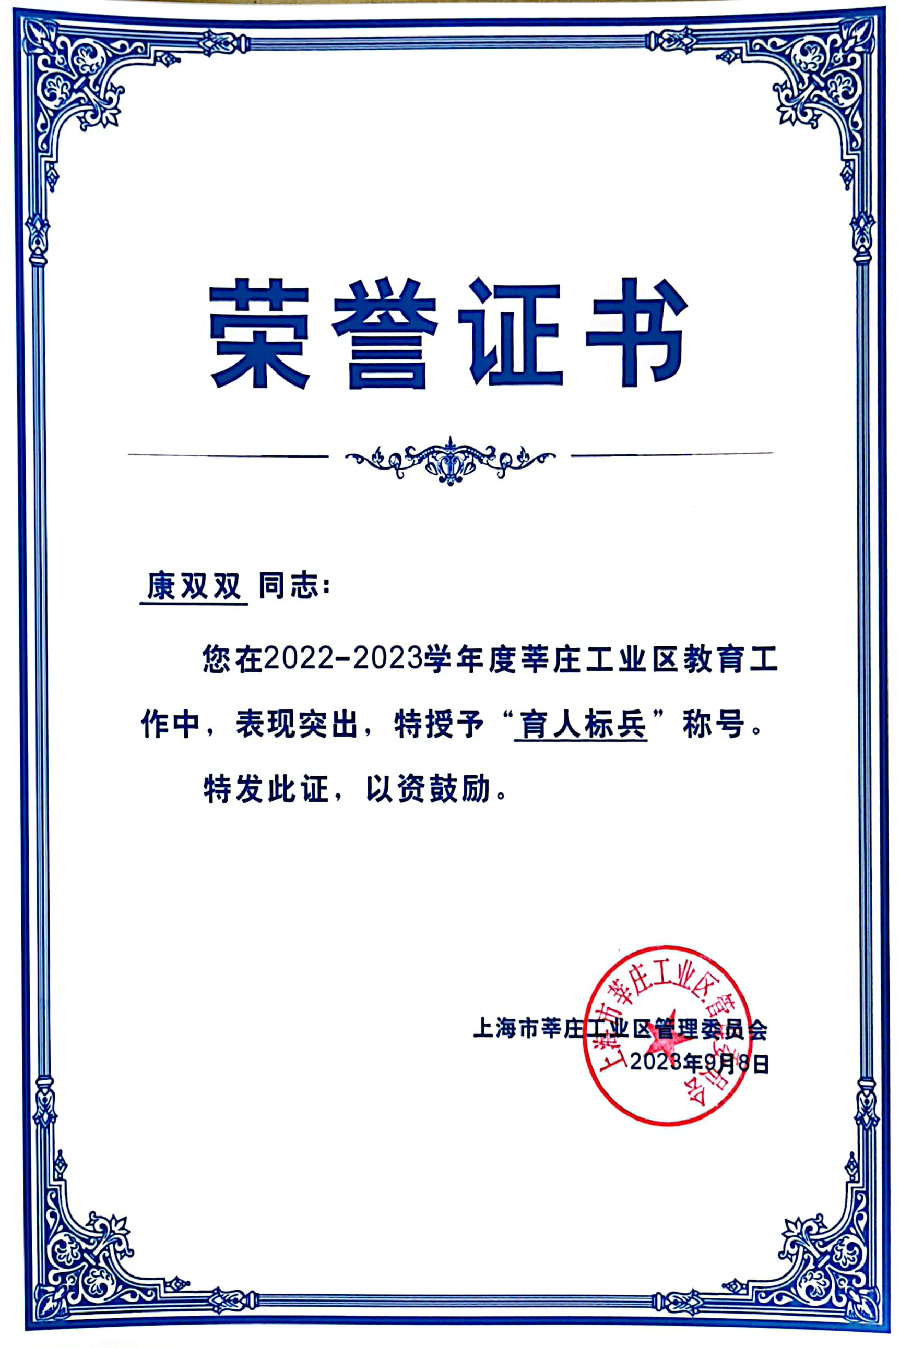 荣誉证书
康双双 同志：
您在2022-2023学年度莘庄工业区教育工
作中，表现突出，特授予“育人标兵”称号。
特发此证，以资鼓励。
上海市莘庄工业区管理委员会
2023年9月8日
上海市莘庄工业区管理委员会